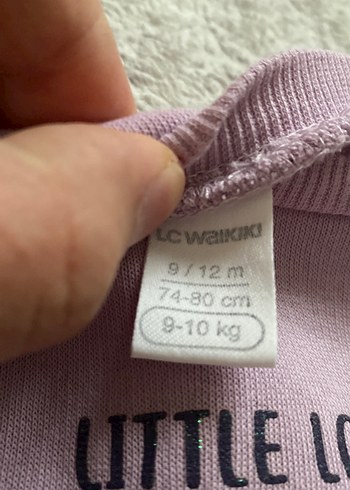 LC WAIKIKI
9 / 12 m
74-80 cm
9-10 kg
LITTLE